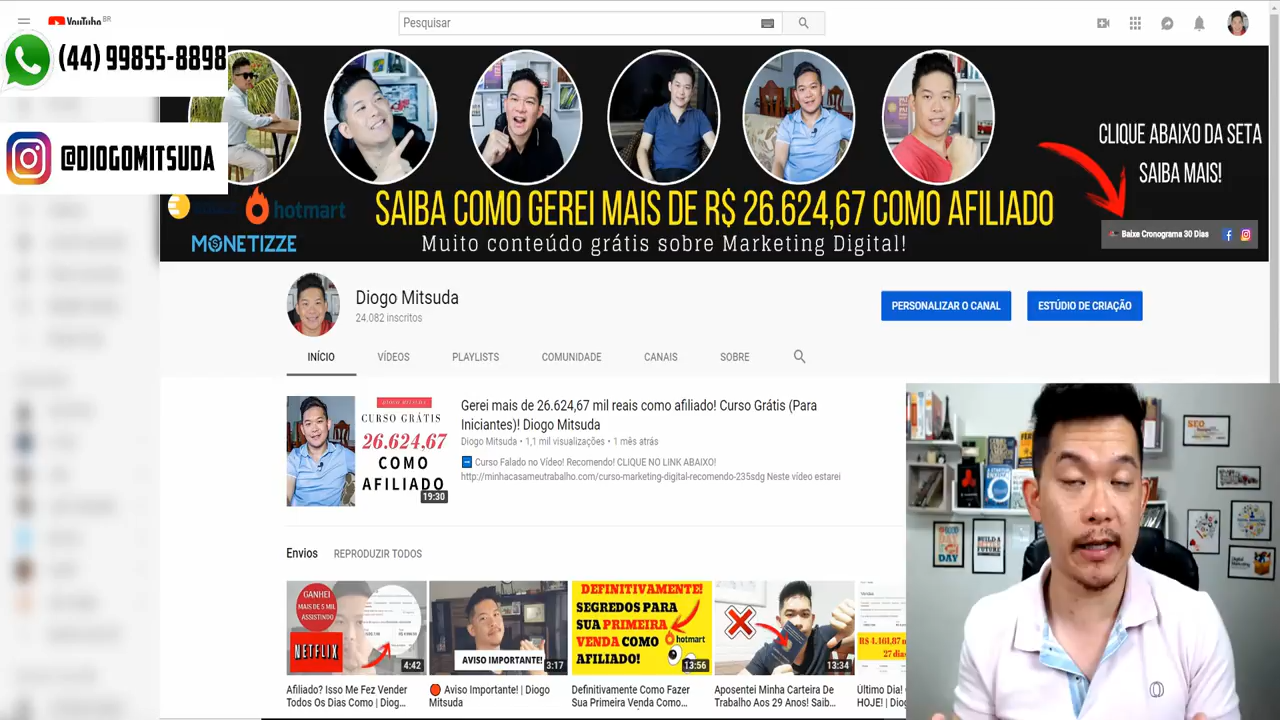 YouTube BR
Pesquisar
(44) 99855-8898
@DIOGOMITSUDA
CLIQUE ABAIXO DA SETA
SAIBA MAIS!
hotmart
MONETIZZE
SAIBA COMO GEREI MAIS DE R$ 26.624,67 COMO AFILIADO
Muito conteúdo grátis sobre Marketing Digital!
Baixe Cronograma 30 Dias
Diogo Mitsuda
24.082 inscritos
PERSONALIZAR O CANAL
ESTÚDIO DE CRIAÇÃO
INÍCIO
VÍDEOS
PLAYLISTS
COMUNIDADE
CANAIS
SOBRE
CURSO GRÁTIS
26.624,67
COMO
AFILIADO
19:30
Gerei mais de 26.624,67 mil reais como afiliado! Curso Grátis (Para
Iniciantes)! Diogo Mitsuda
Diogo Mitsuda • 1,1 mil visualizações • 1 mês atrás
Curso Falado no Vídeo! Recomendo! CLIQUE NO LINK ABAIXO!
http://minhacasameutrabalho.com/curso-marketing-digital-recomendo-235sdg Neste vídeo estarei
Envios
REPRODUZIR TODOS
GANHEI
MAIS DE 5 MIL
ASSISTINDO
NETFLIX
4:42
AVISO IMPORTANTE!
3:17
DEFINITIVAMENTE!
SEGREDOS PARA
SUA PRIMEIRA
VENDA COMO
AFILIADO!
hotmart
13:56
13:34
R$ 4.161,87
27 dias
Afiliado? Isso Me Fez Vender
Todos Os Dias Como | Diog...
Aviso Importante! | Diogo
Mitsuda
Definitivamente Como Fazer
Sua Primeira Venda Como...
Aposentei Minha Carteira De
Trabalho Aos 29 Anos! Saib...
Último Dia!
HOJE! | Diog
SEO
GOOD
DAY
BUILD A
FUTURE